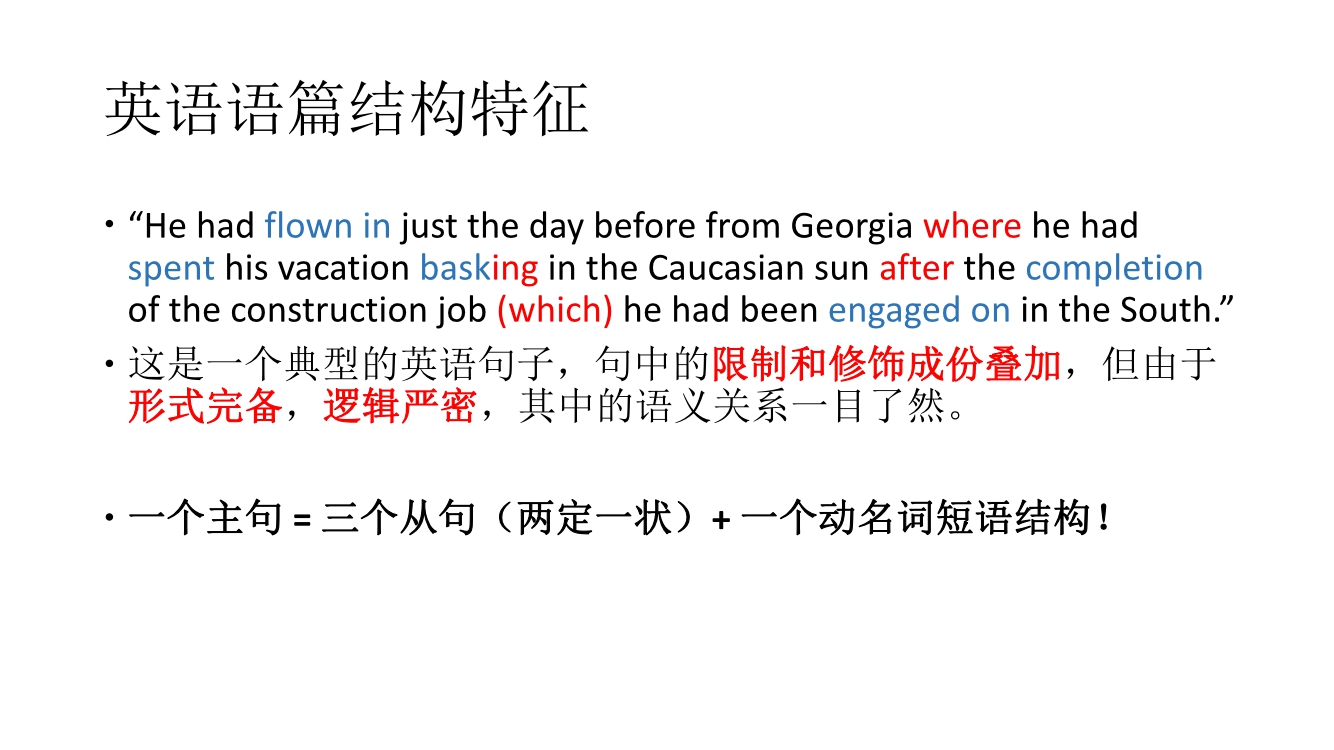 英语语篇结构特征
• “He had flown in just the day before from Georgia where he had
spent his vacation basking in the Caucasian sun after the completion
of the construction job (which) he had been engaged on in the South.”
• 这是一个典型的英语句子，句中的限制和修饰成份叠加，但由于
形式完备，逻辑严密，其中的语义关系一目了然。
• 一个主句 = 三个从句（两定一状）+ 一个动名词短语结构！